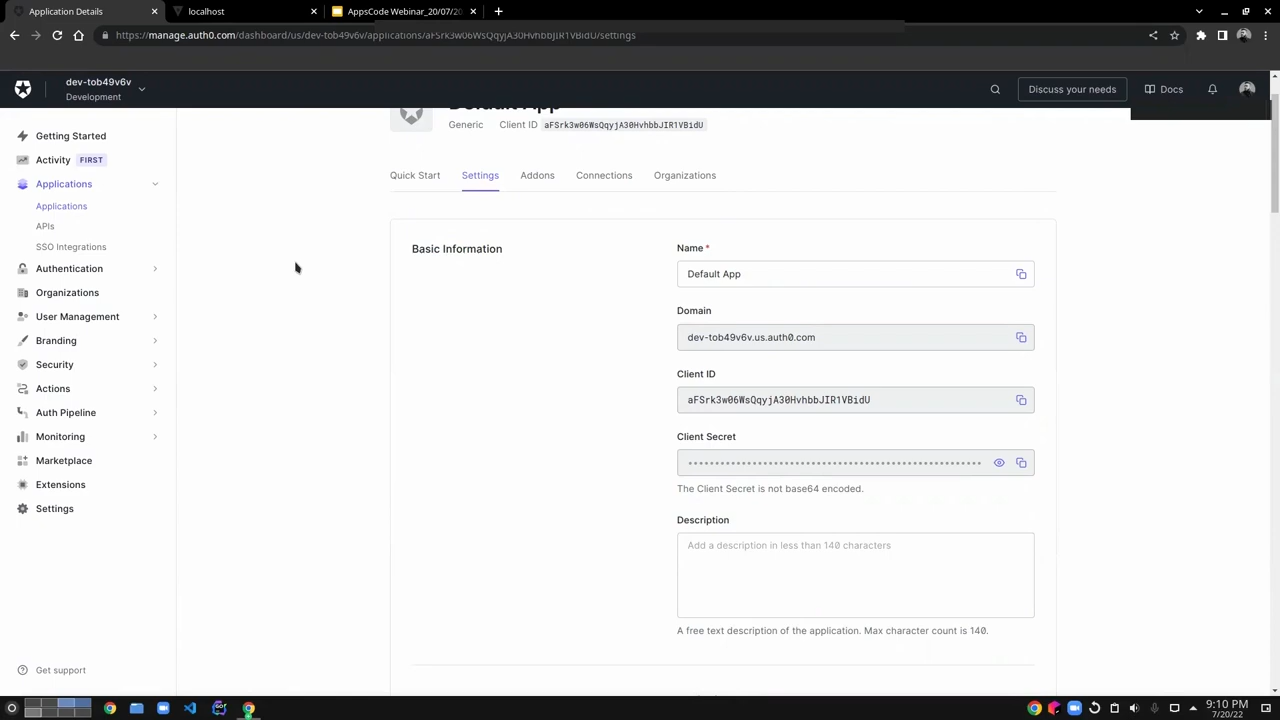 Application Details
localhost
AppsCode Webinar_20/07/20
https://manage.auth0.com/dashboard/us/dev-tob49v6v/applications/aFSrk3w06WsQqyjA30HvhbbJIR1VBidU/settings
dev-tob49v6v
Development
Discuss your needs
Docs
Default App
Generic
Client ID aFSrk3w06WsQqyjA30HvhbbJIR1VBidU
Getting Started
Activity FIRST
Applications
Applications
APIs
SSO Integrations
Authentication
Organizations
User Management
Branding
Security
Actions
Auth Pipeline
Monitoring
Marketplace
Extensions
Settings
Get support
Quick Start
Settings
Addons
Connections
Organizations
Basic Information
Name *
Default App
Domain
dev-tob49v6v.us.auth0.com
Client ID
aFSrk3w06WsQqyjA30HvhbbJIR1VBidU
Client Secret
The Client Secret is not base64 encoded.
Description
Add a description in less than 140 characters
A free text description of the application. Max character count is 140.
9:10 PM
7/20/22